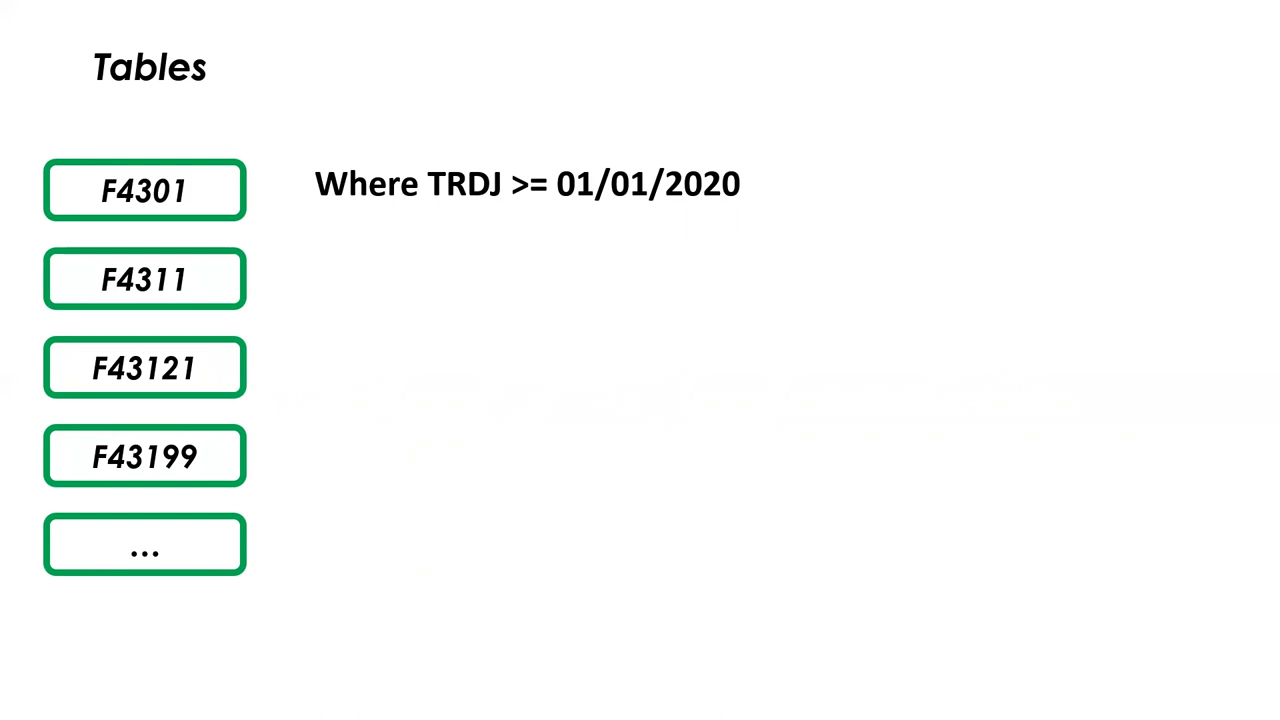 Tables
F4301
Where TRDJ >= 01/01/2020
F4311
F43121
F43199
...